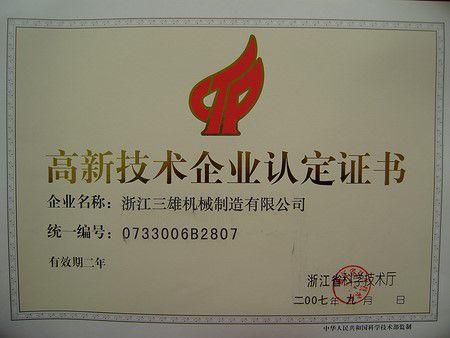 高新技术企业认定证书
企业名称：浙江三雄机械制造有限公司
统一编号：0733006B2807
有效期二年
浙江省科学技术厅
二00七年九月 日
中华人民共和国科学技术部监制